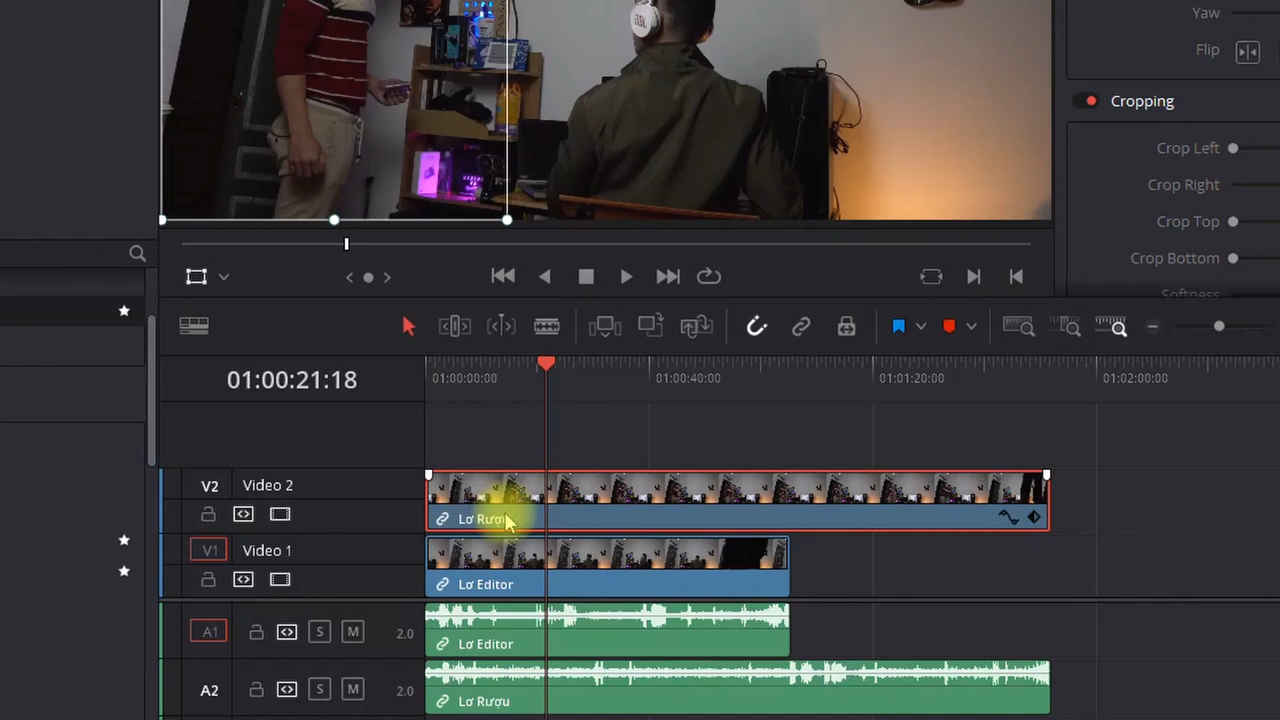 Yaw
Flip
Cropping
Crop Left
Crop Right
Crop Top
Crop Bottom
Softness
01:00:21:18
01:00:00:00
01:00:40:00
01:01:20:00
01:02:00:00
V2 Video 2
Lơ Rượu
V1 Video 1
Lơ Editor
A1 S M 2.0
Lơ Editor
A2 S M 2.0
Lơ Rượu